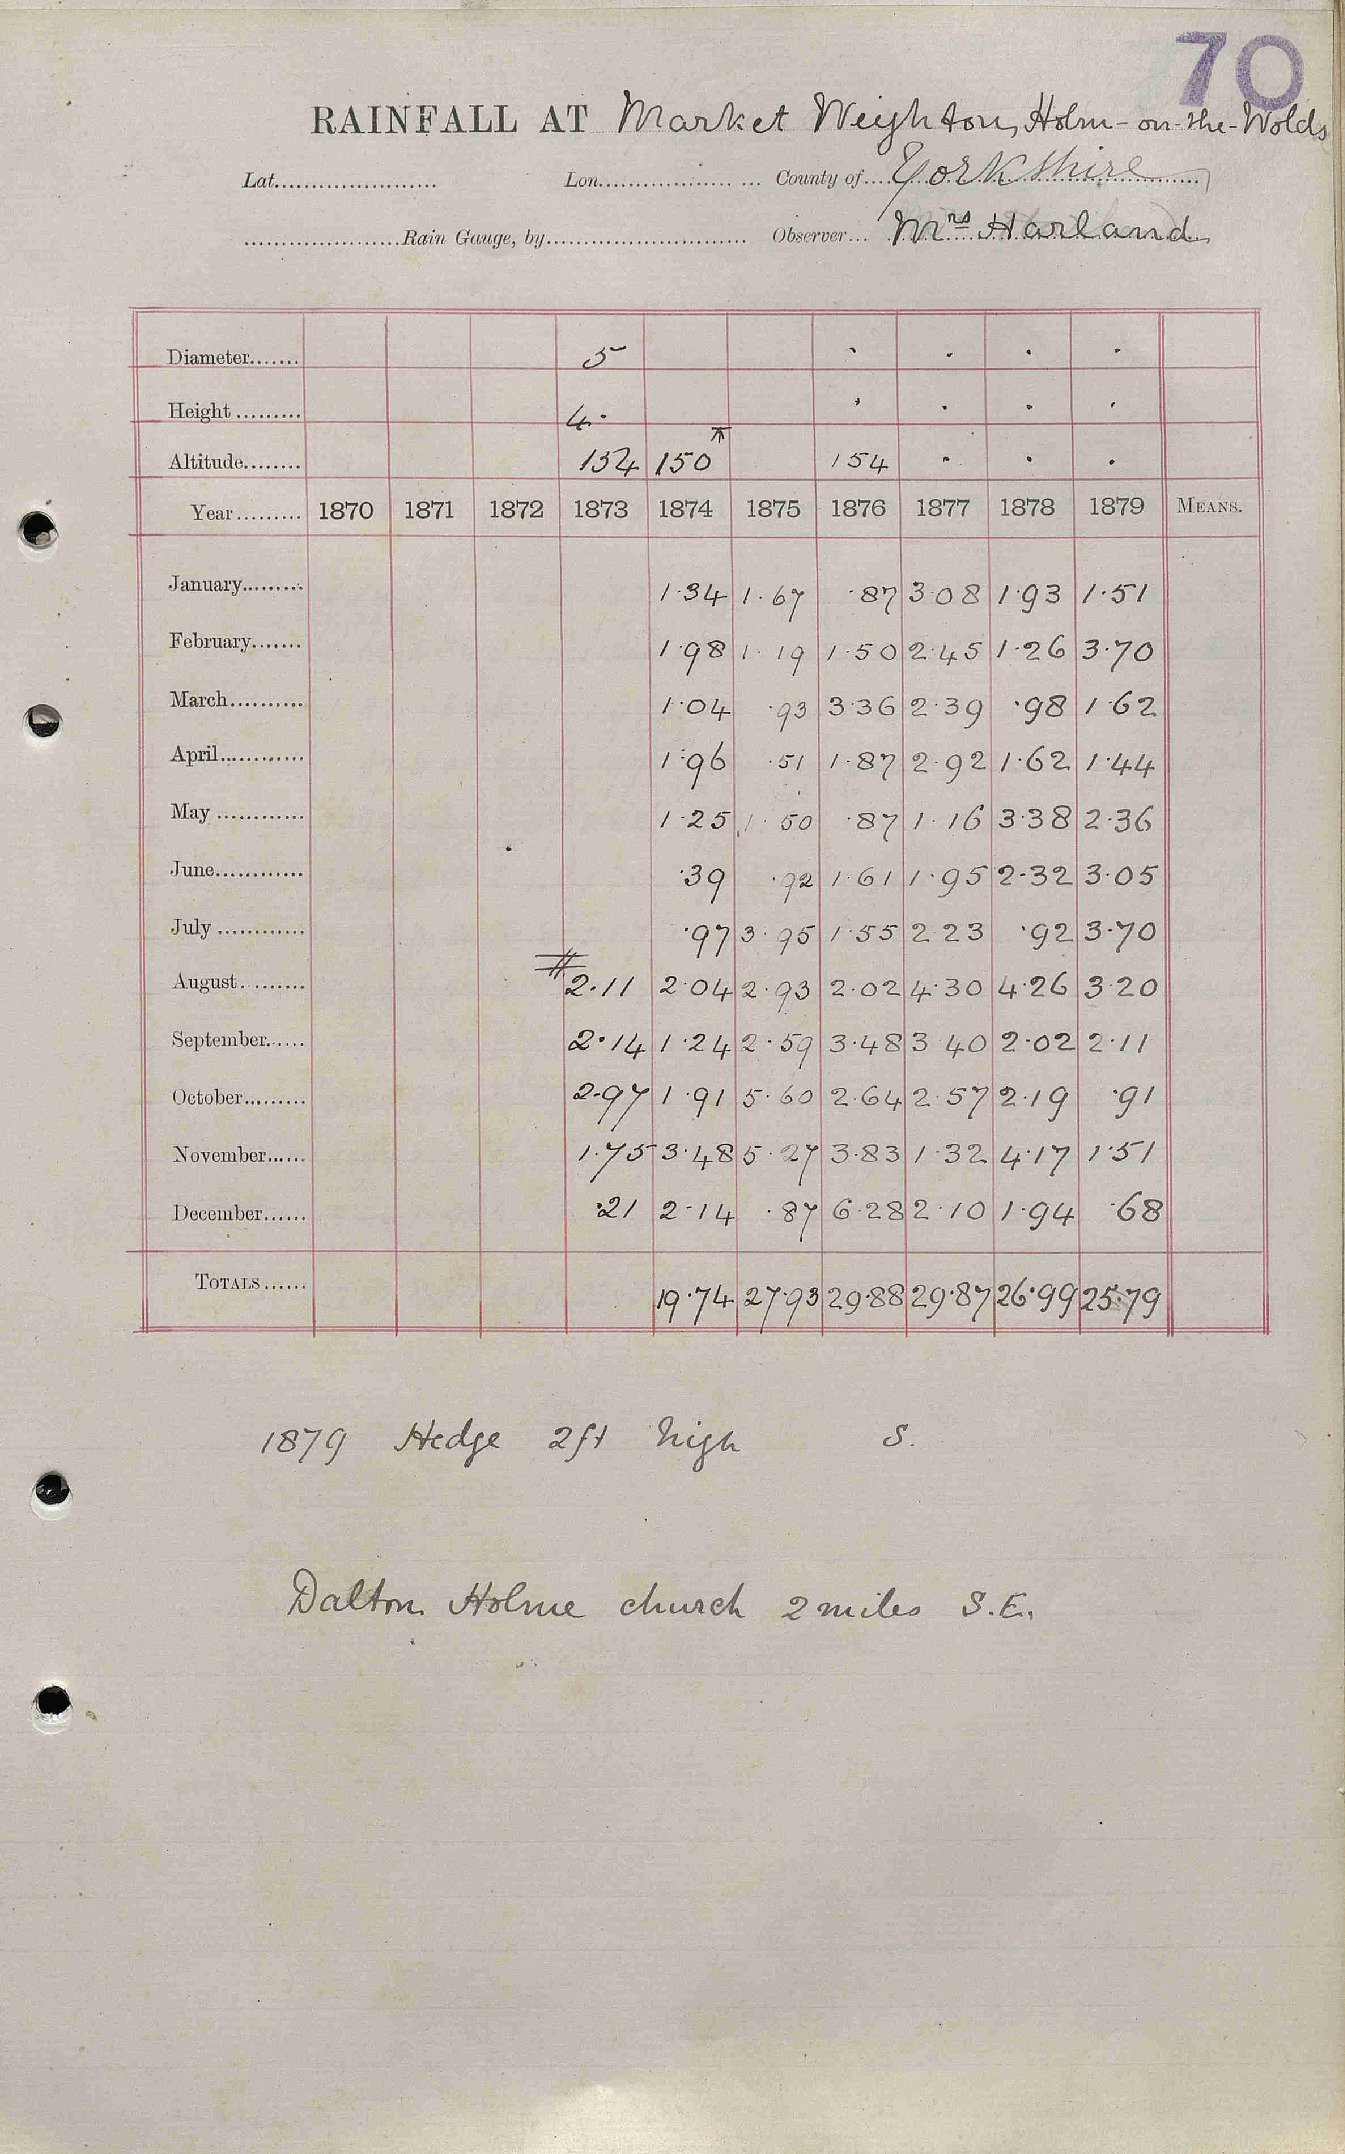 70
RAINFALL AT Market Weighton, Holm-on-the-Wolds
Lat....................... Lon....................... County of....Yorkshire
.......................Rain Gauge, by........................... Observer... Mrs Harland
Diameter....... 5 · · · ·
Height ......... 4· · · · ·
Altitude........ 154 150 154 · · ·
Year......... 1870 1871 1872 1873 1874 1875 1876 1877 1878 1879 MEANS.
January......... 1·34 1·67 ·87 3·08 1·93 1·51
February....... 1·98 1·19 1·50 2·45 1·26 3·70
March.......... 1·04 ·93 3·36 2·39 ·98 1·62
April............ 1·96 ·51 1·87 2·92 1·62 1·44
May ............ 1·25 1·50 ·87 1·16 3·38 2·36
June............ ·39 ·92 1·61 1·95 2·32 3·05
July ............ ·97 3·95 1·55 2·23 ·92 3·70
August.......... 2·11 2·04 2·93 2·02 4·30 4·26 3·20
September...... 2·14 1·24 2·59 3·48 3·40 2·02 2·11
October......... 2·97 1·91 5·60 2·64 2·57 2·19 ·91
November...... 1·75 3·48 5·27 3·83 1·32 4·17 1·51
December...... ·21 2·14 ·87 6·28 2·10 1·94 ·68
TOTALS...... 19·74 27·93 29·88 29·87 26·99 25·79
1879 Hedge 2ft high S.
Dalton Holme church 2 miles S.E.